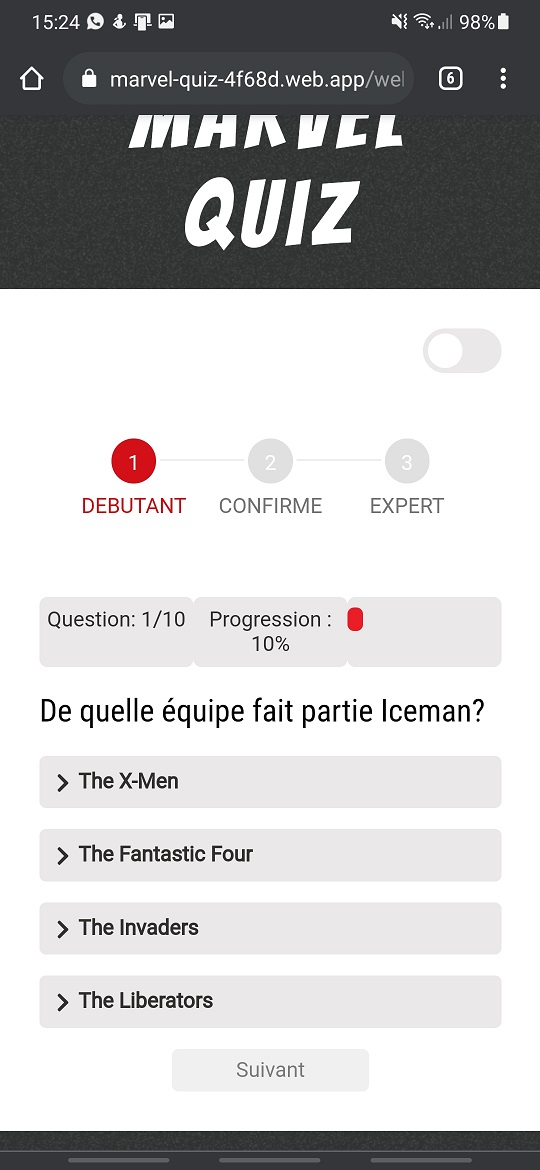 15:24 98%
marvel-quiz-4f68d.web.app/wel
6
MARVEL
QUIZ
1 2 3
DEBUTANT CONFIRME EXPERT
Question: 1/10 Progression :
10%
De quelle équipe fait partie Iceman?
The X-Men
The Fantastic Four
The Invaders
The Liberators
Suivant